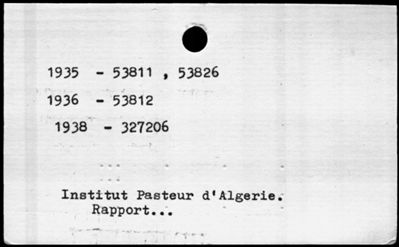 1935 - 53811 , 53826
1936 - 53812
1938 - 327206
Institut Pasteur d'Algerie.
Rapport...